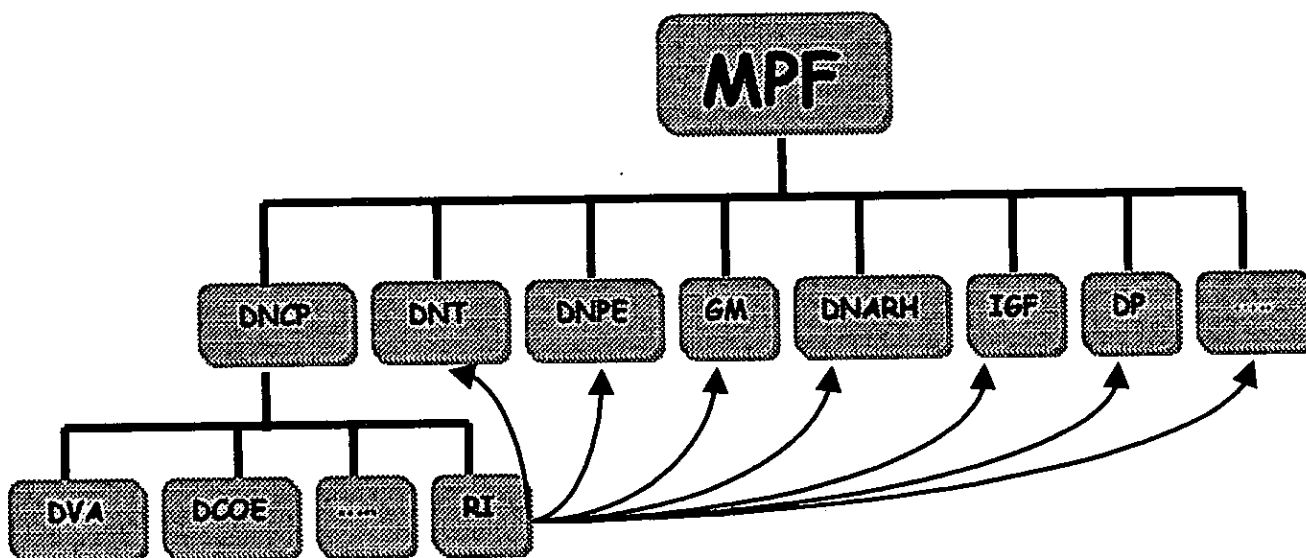 MPF
DNCP
DNT
DNPE
GM
DNARH
IGF
DP
.....
DVA
DCOE
.....
RI